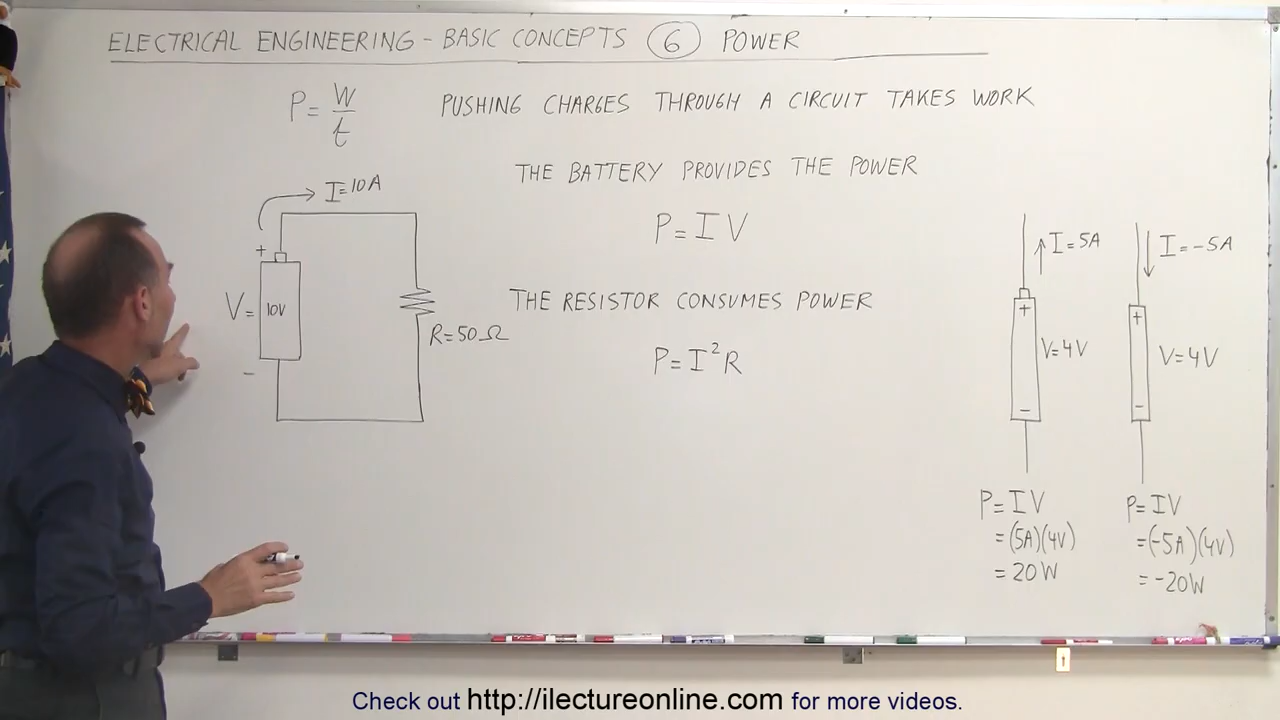 ELECTRICAL ENGINEERING - BASIC CONCEPTS 6 POWER
P = W/t
PUSHING CHARGES THROUGH A CIRCUIT TAKES WORK
THE BATTERY PROVIDES THE POWER
P = IV
THE RESISTOR CONSUMES POWER
P = I²R
I = 10A
+
V =
10V
-
R = 50Ω
I = 5A
+
V = 4V
-
P = IV
= (5A)(4V)
= 20W
I = -5A
+
V = 4V
-
P = IV
= (-5A)(4V)
= -20W
Check out http://ilectureonline.com for more videos.